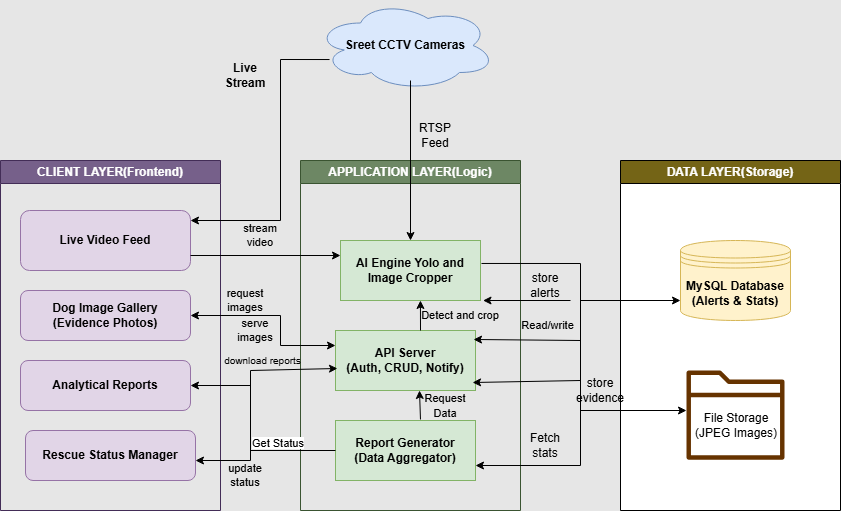 Sreet CCTV Cameras
Live
Stream
RTSP
Feed
CLIENT LAYER(Frontend)
APPLICATION LAYER(Logic)
DATA LAYER(Storage)
Live Video Feed
stream
video
AI Engine Yolo and
Image Cropper
store
alerts
MySQL Database
(Alerts & Stats)
Dog Image Gallery
(Evidence Photos)
request
images
serve
images
Detect and crop
Read/write
API Server
(Auth, CRUD, Notify)
download reports
Analytical Reports
Request
Data
store
evidence
File Storage
(JPEG Images)
Rescue Status Manager
Get Status
update
status
Report Generator
(Data Aggregator)
Fetch
stats